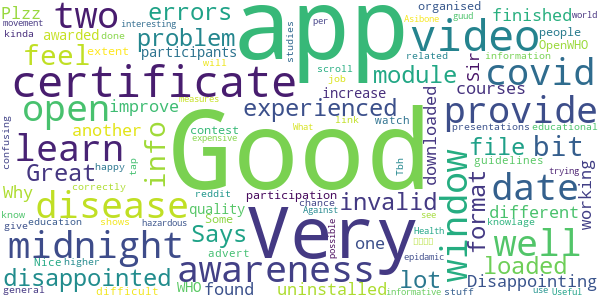 Good
app
Very
video
certificate
covid
two
open
learn
disease
midnight
awareness
provide
date
well
window
errors
problem
feel
module
experienced
file
bit
format
invalid
info
Great
Says
disappointed
uninstalled
lot
loaded
Disappointing
different
working
downloaded
Sir
courses
increase
improve
another
Why
Plzz
awarded
participants
finished
organised
people
OpenWHO
movement
interesting
done
kinda
extent
Asibone
guud
world
per
studies
will
scroll
job
related
information
measures
expensive
What
link
watch
presentations
educational
contest
reddit
participation
chance
guidelines
quality
Some
advert
WHO
found
one
Tbh
possible
Against
see
Health
epidamic
informative
stuff
use
Useful
knowlage
trying
confusing
happy
tap
correctly
know
education
shows
hazardous
give
Nice
higher
general
difficult